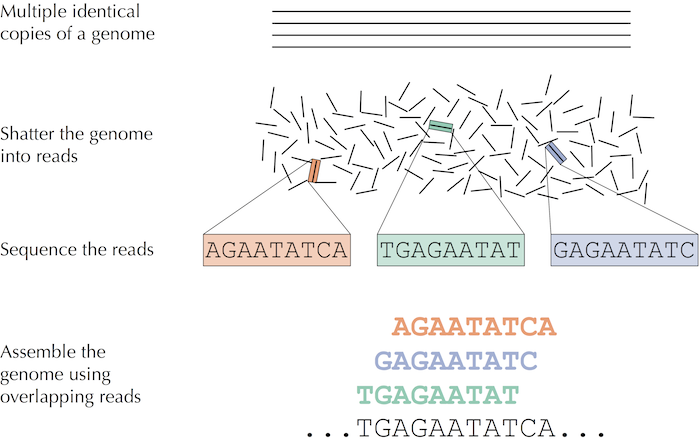 Multiple identical
copies of a genome
Shatter the genome
into reads
Sequence the reads
AGAATATCA
TGAGAATAT
GAGAATATC
Assemble the
genome using
overlapping reads
AGAATATCA
GAGAATATC
TGAGAATAT
...TGAGAATATCA...